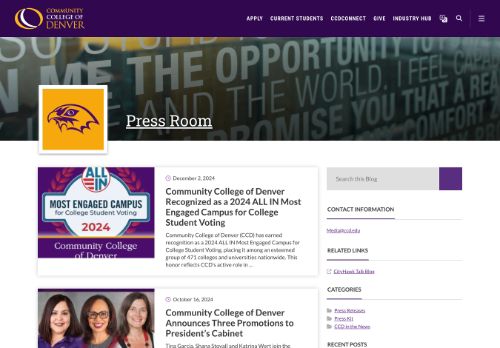 COMMUNITY
COLLEGE OF
DENVER
APPLY CURRENT STUDENTS CCDCONNECT GIVE INDUSTRY HUB
SO STUPID
ME THE OPPORTUNITY
AND THE WORLD. I FEEL
PROMISE YOU THAT A
Press Room
ALL
IN
MOST ENGAGED CAMPUS
for College Student Voting
2024
Community College
of Denver
December 2, 2024
Community College of Denver
Recognized as a 2024 ALL IN Most
Engaged Campus for College
Student Voting
Community College of Denver (CCD) has earned
recognition as a 2024 ALL IN Most Engaged Campus for
College Student Voting, placing it among an esteemed
group of 471 colleges and universities nationwide. This
honor reflects CCD's active role in ...
October 16, 2024
Community College of Denver
Announces Three Promotions to
President's Cabinet
Tina Garcia, Shana Stovall and Katrina Wert join the
Search this Blog
CONTACT INFORMATION
Media@ccd.edu
RELATED LINKS
CityHawk Talk Blog
CATEGORIES
Press Releases
Press Kit
CCD in the News
RECENT POSTS